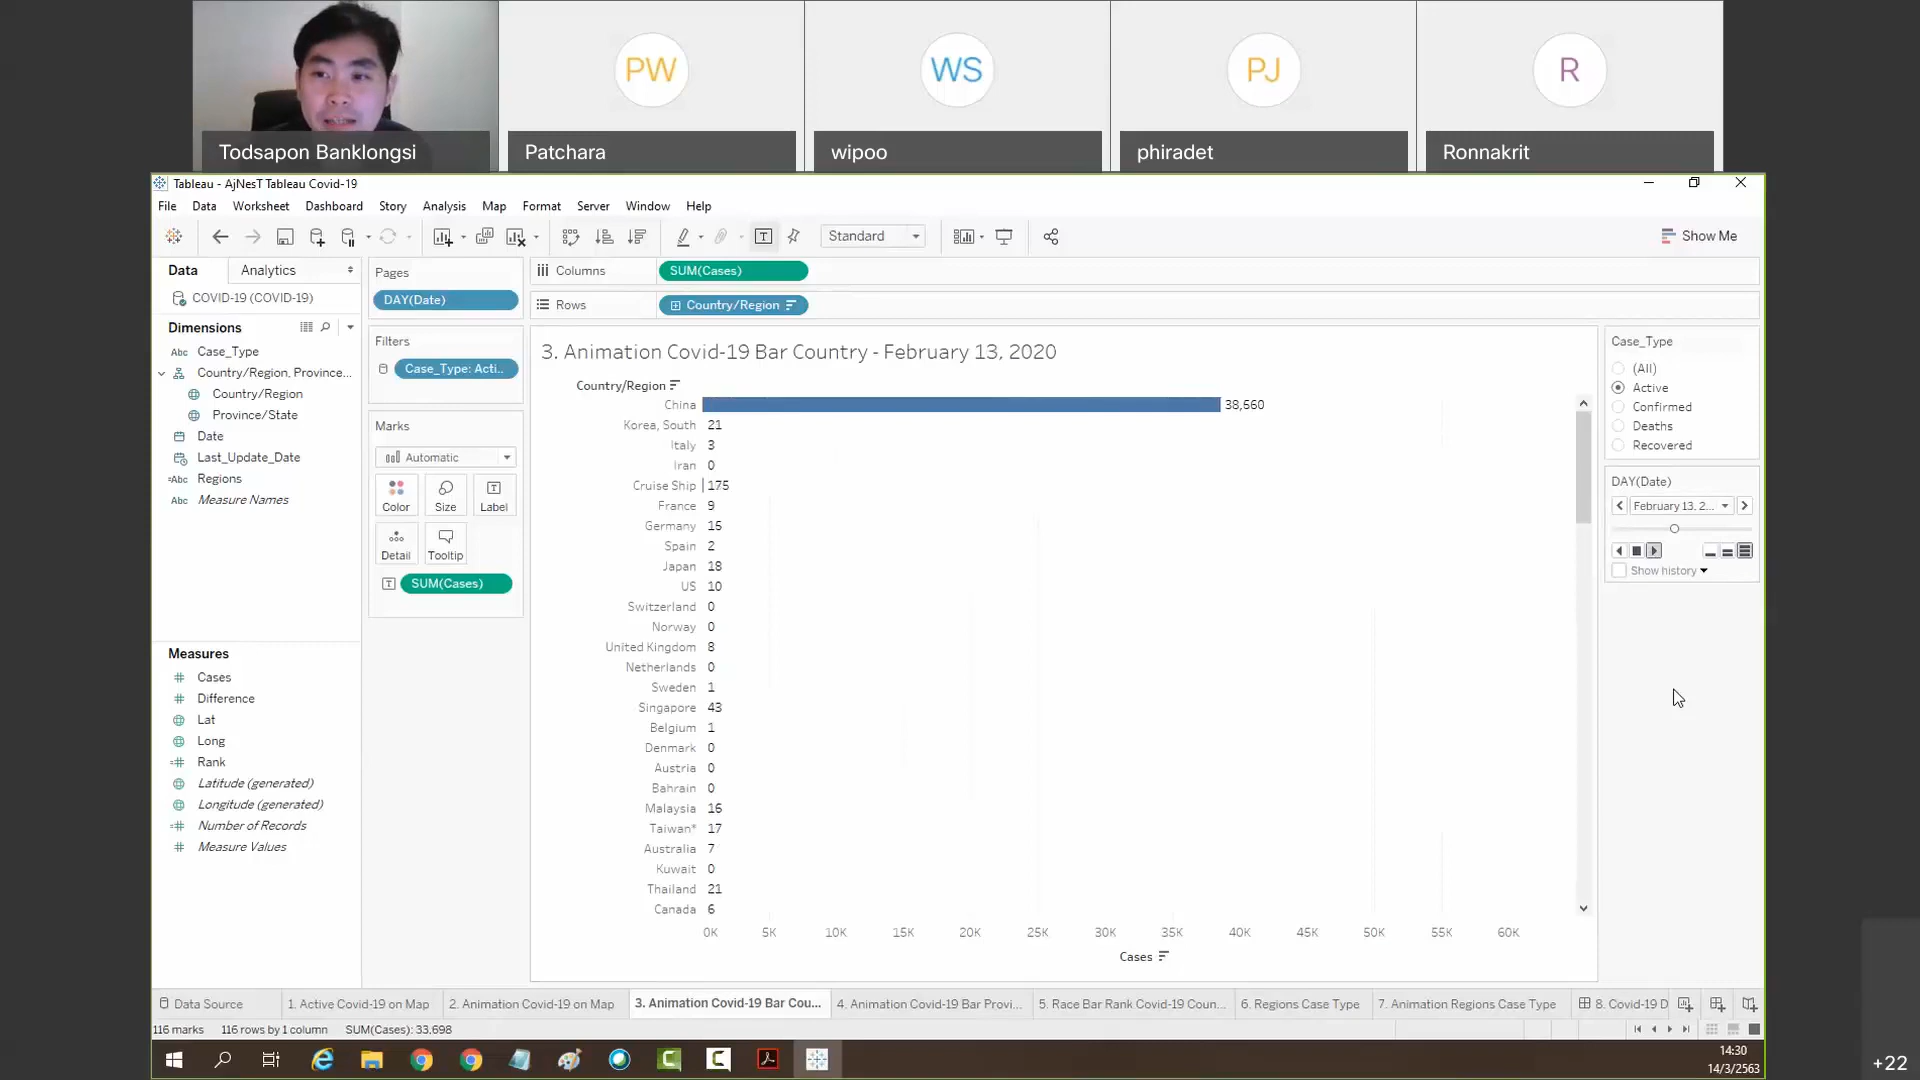 PW
WS
PJ
R
Todsapon Banklongsi
Patchara
wipoo
phiradet
Ronnakrit
Tableau - AjNesT Tableau Covid-19
File Data Worksheet Dashboard Story Analysis Map Format Server Window Help
Standard
Show Me
Data
Analytics
COVID-19 (COVID-19)
Dimensions
Abc Case_Type
Country/Region, Province...
Country/Region
Province/State
Date
Last_Update_Date
Abc Regions
Abc Measure Names
Measures
Cases
Difference
Lat
Long
Rank
Latitude (generated)
Longitude (generated)
Number of Records
Measure Values
Pages
DAY(Date)
Filters
Case_Type: Acti..
Marks
Automatic
Color
Size
Label
Detail
Tooltip
SUM(Cases)
Columns
SUM(Cases)
Rows
Country/Region
3. Animation Covid-19 Bar Country - February 13, 2020
Country/Region
China 38,660
Korea, South 21
Italy 3
Iran 0
Cruise Ship 175
France 9
Germany 15
Spain 2
Japan 18
US 10
Switzerland 0
Norway 0
United Kingdom 8
Netherlands 0
Sweden 1
Singapore 43
Belgium 1
Denmark 0
Austria 0
Bahrain 0
Malaysia 16
Taiwan* 17
Australia 7
Kuwait 0
Thailand 21
Canada 6
0K 5K 10K 15K 20K 25K 30K 35K 40K 45K 50K 55K 60K
Cases
Case_Type
(All)
Active
Confirmed
Deaths
Recovered
DAY(Date)
February 13, 2...
Show history
Data Source
1. Active Covid-19 on Map
2. Animation Covid-19 on Map
3. Animation Covid-19 Bar Cou...
4. Animation Covid-19 Bar Provi...
5. Race Bar Rank Covid-19 Coun...
6. Regions Case Type
7. Animation Regions Case Type
8. Covid-19 D
116 marks 116 rows by 1 column SUM(Cases): 33,698
14:30
14/3/2563
+22